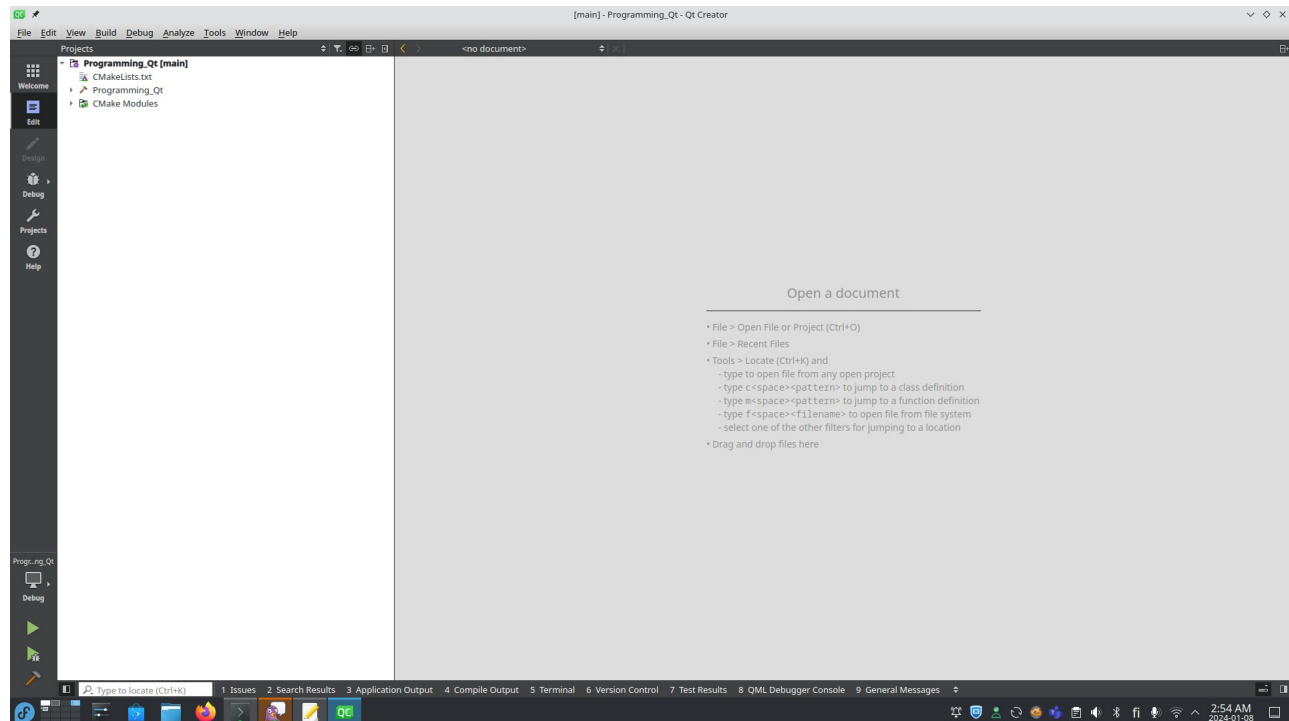 [main] - Programming_Qt - Qt Creator
File Edit View Build Debug Analyze Tools Window Help
Projects
<no document>
Welcome
Edit
Design
Debug
Projects
Help
Programming_Qt [main]
CMakeLists.txt
Programming_Qt
CMake Modules
Open a document
• File > Open File or Project (Ctrl+O)
• File > Recent Files
• Tools > Locate (Ctrl+K) and
- type to open file from any open project
- type c<space><pattern> to jump to a class definition
- type m<space><pattern> to jump to a function definition
- type f<space><filename> to open file from file system
- select one of the other filters for jumping to a location
• Drag and drop files here
Progr...ng_Qt
Debug
Type to locate (Ctrl+K)
1 Issues 2 Search Results 3 Application Output 4 Compile Output 5 Terminal 6 Version Control 7 Test Results 8 QML Debugger Console 9 General Messages
QC
fi
2:54 AM
2024-01-08